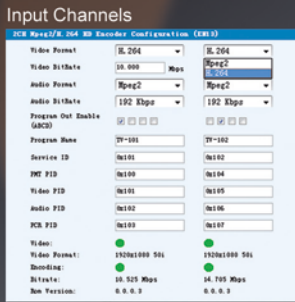 Input Channels
2CH Mpeg2/H.264 HD Encoder Configuration (EN13)
Video Format H.264 H.264
Video BitRate 10.000 Mbps Mpeg2
H.264
Audio Format Mpeg2 Mpeg2
Audio BitRate 192 Kbps 192 Kbps
Program Out Enable
(ABCD)
Program Name TV-101 TV-102
Service ID 0x101 0x102
PMT PID 0x100 0x104
Video PID 0x101 0x105
Audio PID 0x102 0x106
PCR PID 0x103 0x107
Video:
Video Format: 1920x1080 50i 1920x1080 50i
Encoding:
Bitrate: 10.525 Mbps 14.705 Mbps
Rom Version: 0.0.0.3 0.0.0.3